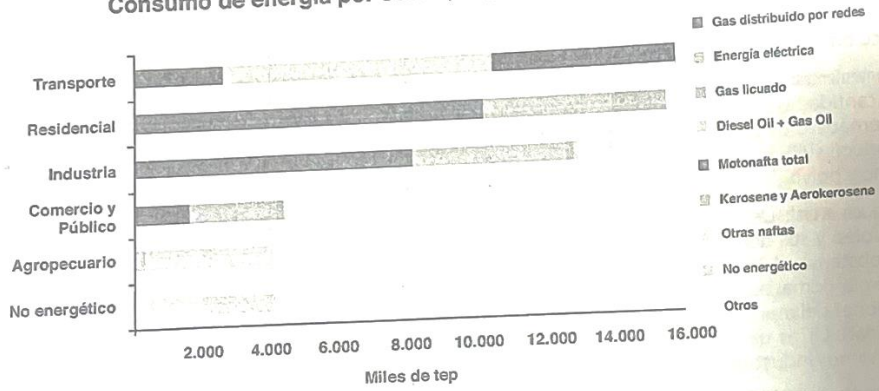 Consumo de energía por
Transporte
Residencial
Industria
Comercio y
Público
Agropecuario
No energético
2.000
4.000
6.000
8.000
10.000
12.000
14.000
16.000
Miles de tep
Gas distribuido por redes
Energía eléctrica
Gas licuado
Diesel Oil + Gas Oil
Motonafta total
Kerosene y Aerokerosene
Otras naftas
No energético
Otros